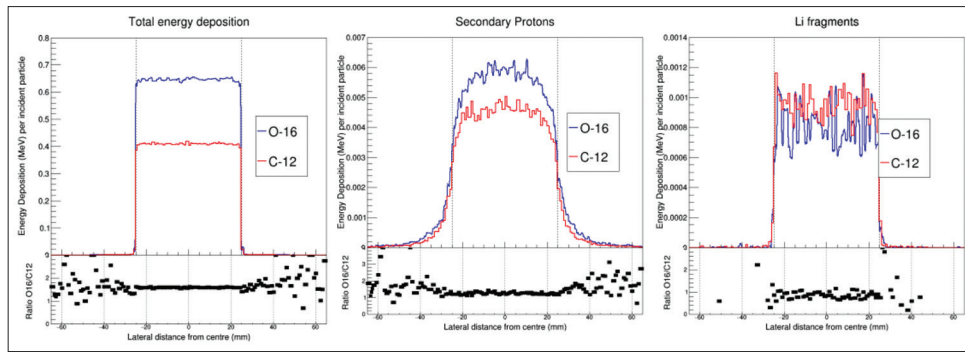 Total energy deposition
Energy Deposition (MeV) per incident particle
0.8
0.7
0.6
0.5
0.4
0.3
0.2
0.1
O-16
C-12
Ratio O16/C12
2
1
0
-60 -40 -20 0 20 40 60
Lateral distance from centre (mm)
Secondary Protons
Energy Deposition (MeV) per incident particle
0.007
0.006
0.005
0.004
0.003
0.002
0.001
O-16
C-12
Ratio O16/C12
3
2
1
0
-60 -40 -20 0 20 40 60
Lateral distance from centre (mm)
Li fragments
Energy Deposition (MeV) per incident particle
0.0014
0.0012
0.001
0.0008
0.0006
0.0004
0.0002
O-16
C-12
Ratio O16/C12
2
1
0
-60 -40 -20 0 20 40 60
Lateral distance from centre (mm)